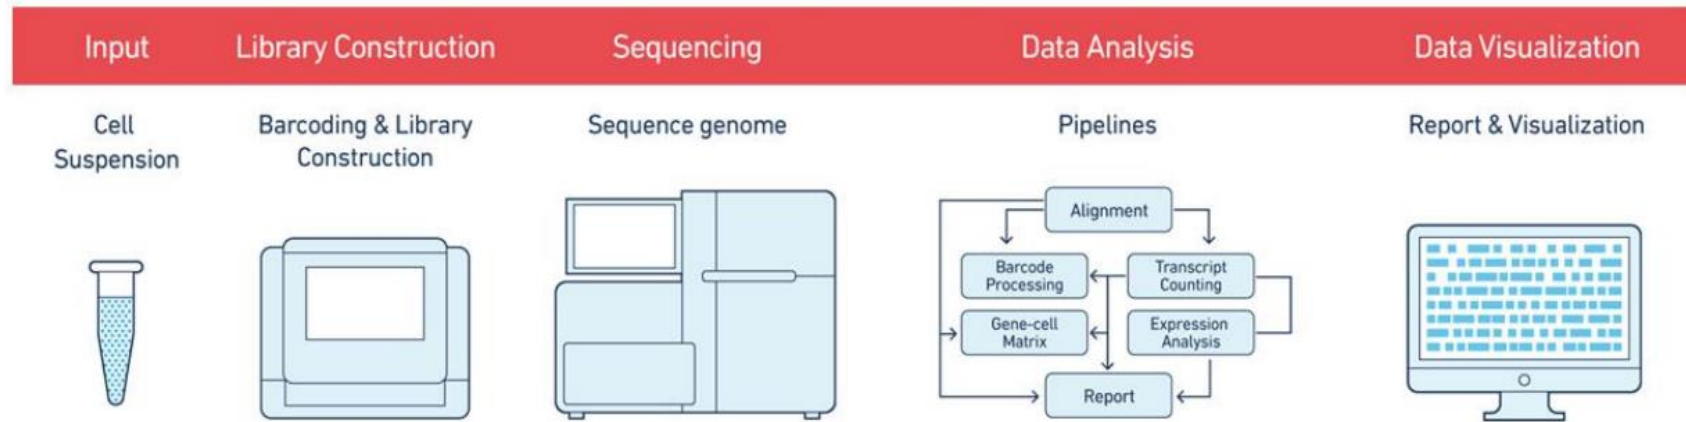 Input
Library Construction
Sequencing
Data Analysis
Data Visualization
Cell
Suspension
Barcoding & Library
Construction
Sequence genome
Pipelines
Report & Visualization
Alignment
Barcode
Processing
Transcript
Counting
Gene-cell
Matrix
Expression
Analysis
Report